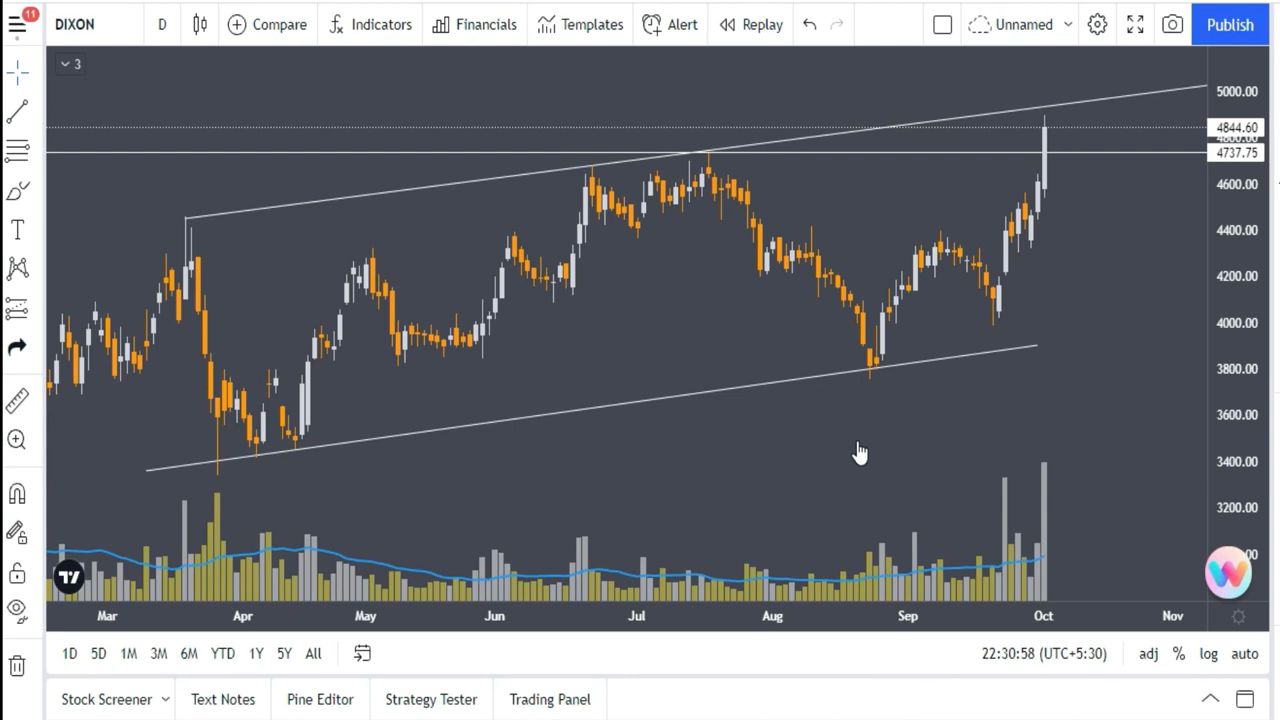 11
DIXON
D
Compare
Indicators
Financials
Templates
Alert
Replay
Unnamed
Publish
3
5000.00
4844.60
4737.75
4600.00
4400.00
4200.00
4000.00
3800.00
3600.00
3400.00
3200.00
Mar Apr May Jun Jul Aug Sep Oct Nov
1D 5D 1M 3M 6M YTD 1Y 5Y All
22:30:58 (UTC+5:30)
adj % log auto
Stock Screener
Text Notes
Pine Editor
Strategy Tester
Trading Panel